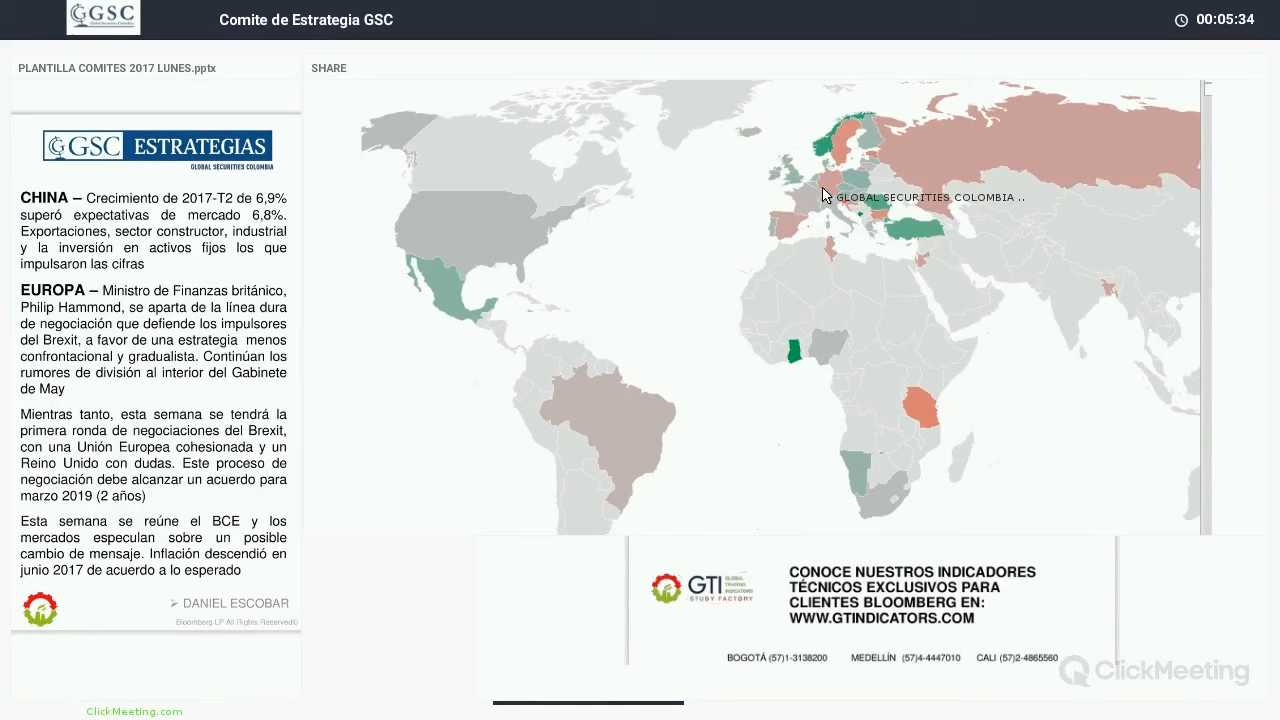 GSC
Global Securities Colombia
Comite de Estrategia GSC
00:05:34
PLANTILLA COMITES 2017 LUNES.pptx
SHARE
GSC ESTRATEGIAS
GLOBAL SECURITIES COLOMBIA
CHINA – Crecimiento de 2017-T2 de 6,9%
superó expectativas de mercado 6,8%.
Exportaciones, sector constructor, industrial
y la inversión en activos fijos los que
impulsaron las cifras
EUROPA – Ministro de Finanzas británico,
Philip Hammond, se aparta de la línea dura
de negociación que defiende los impulsores
del Brexit, a favor de una estrategia menos
confrontacional y gradualista. Continúan los
rumores de división al interior del Gabinete
de May
Mientras tanto, esta semana se tendrá la
primera ronda de negociaciones del Brexit,
con una Unión Europea cohesionada y un
Reino Unido con dudas. Este proceso de
negociación debe alcanzar un acuerdo para
marzo 2019 (2 años)
Esta semana se reúne el BCE y los
mercados especulan sobre un posible
cambio de mensaje. Inflación descendió en
junio 2017 de acuerdo a lo esperado
➢ DANIEL ESCOBAR
Bloomberg LP All Rights Reserved©
GLOBAL SECURITIES COLOMBIA ..
GTI GLOBAL TRADING INDICATORS
STUDY FACTORY
CONOCE NUESTROS INDICADORES
TÉCNICOS EXCLUSIVOS PARA
CLIENTES BLOOMBERG EN:
WWW.GTINDICATORS.COM
BOGOTÁ (57)1-3138200 MEDELLÍN (57)4-4447010 CALI (57)2-4865560
ClickMeeting
ClickMeeting.com